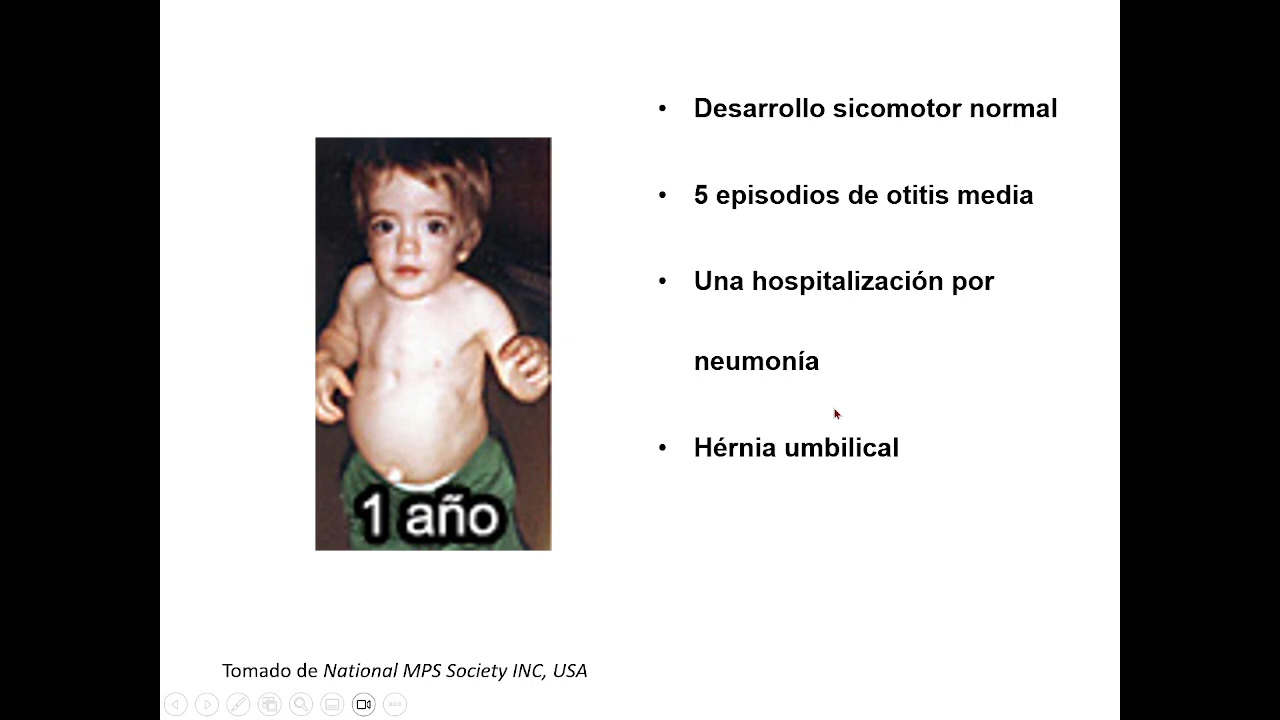 • Desarrollo sicomotor normal
• 5 episodios de otitis media
• Una hospitalización por
neumonía
• Hérnia umbilical
1 año
Tomado de National MPS Society INC, USA